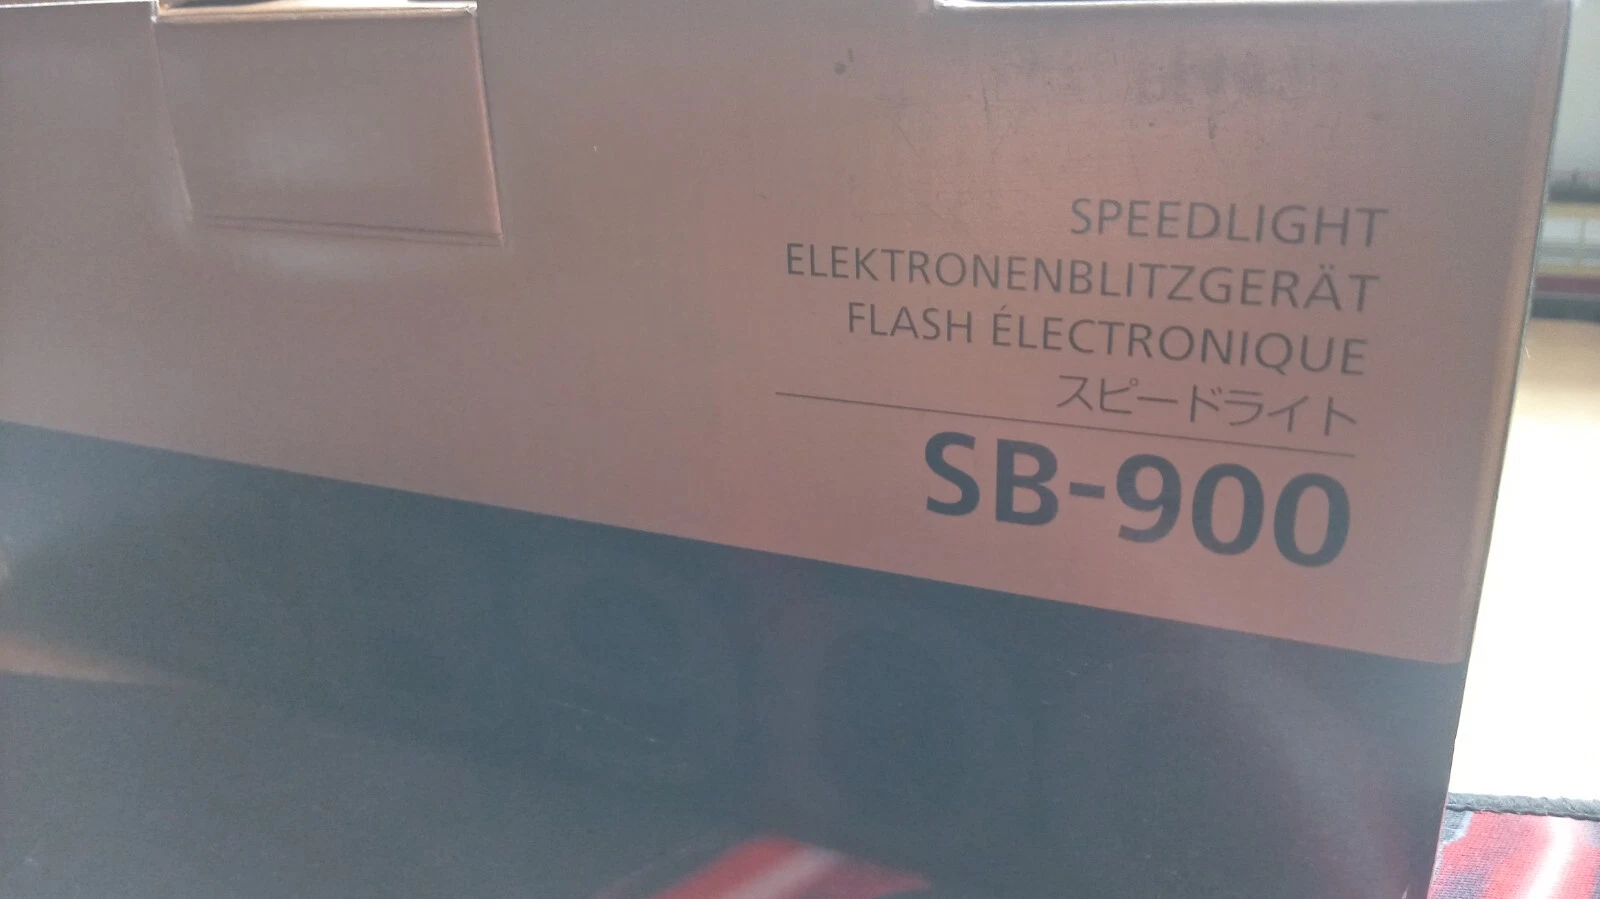 SPEEDLIGHT
ELEKTRONENBLITZGERÄT
FLASH ÉLECTRONIQUE
スピードライト
SB-900